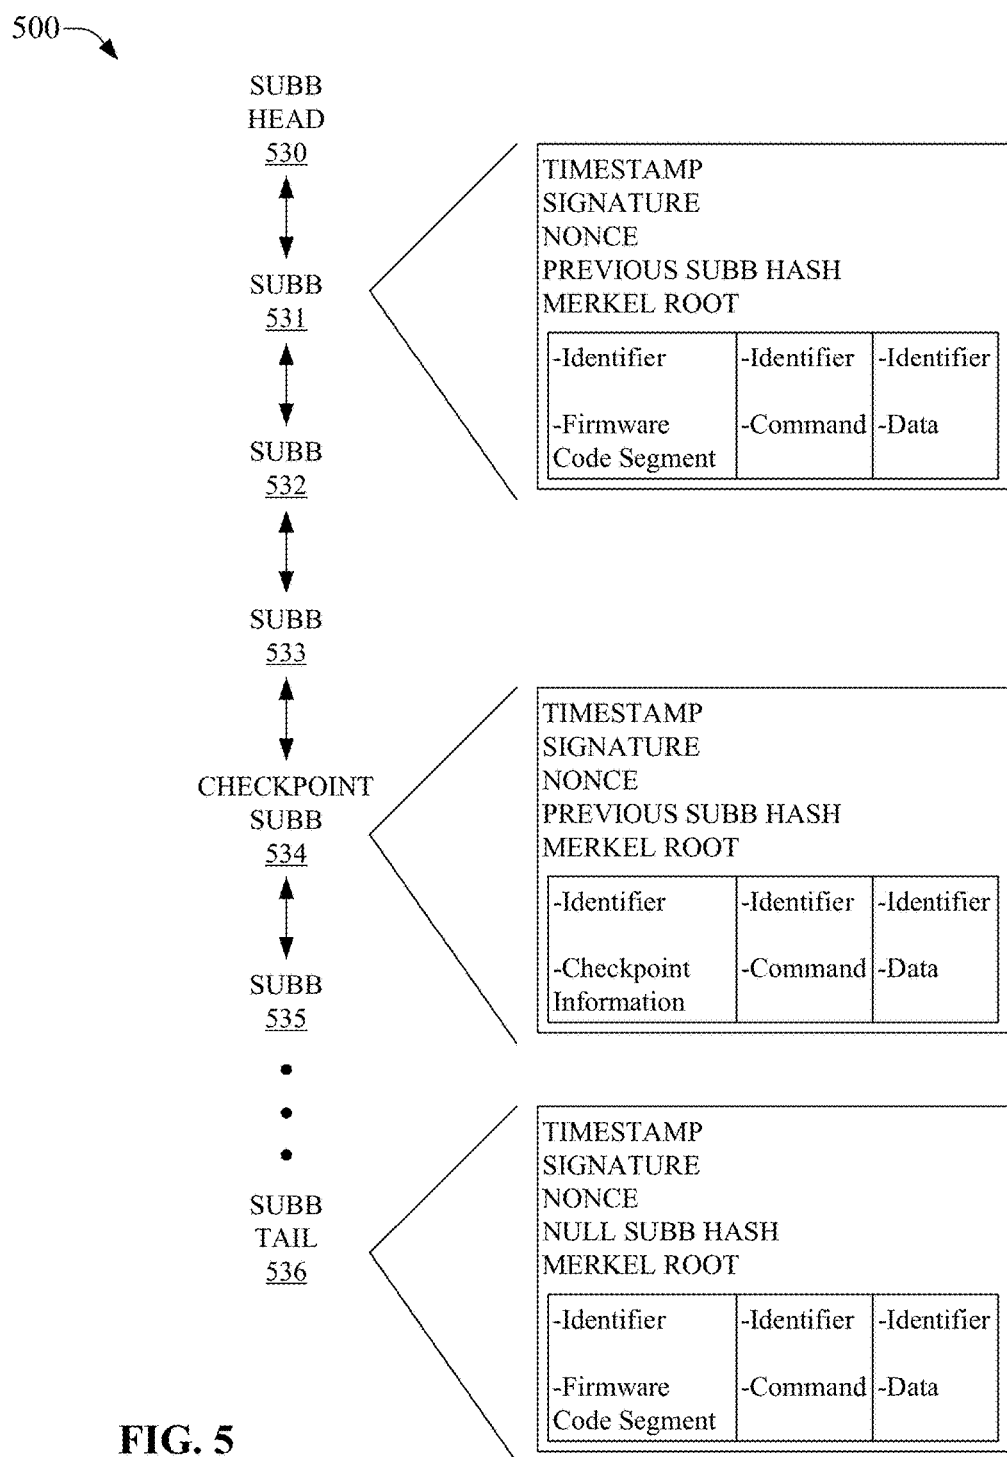 500
SUBB
HEAD
530
SUBB
531
SUBB
532
SUBB
533
CHECKPOINT
SUBB
534
SUBB
535
SUBB
TAIL
536
TIMESTAMP
SIGNATURE
NONCE
PREVIOUS SUBB HASH
MERKEL ROOT
-Identifier -Identifier -Identifier
-Firmware -Command -Data
Code Segment
TIMESTAMP
SIGNATURE
NONCE
PREVIOUS SUBB HASH
MERKEL ROOT
-Identifier -Identifier -Identifier
-Checkpoint -Command -Data
Information
TIMESTAMP
SIGNATURE
NONCE
NULL SUBB HASH
MERKEL ROOT
-Identifier -Identifier -Identifier
-Firmware -Command -Data
Code Segment
FIG. 5